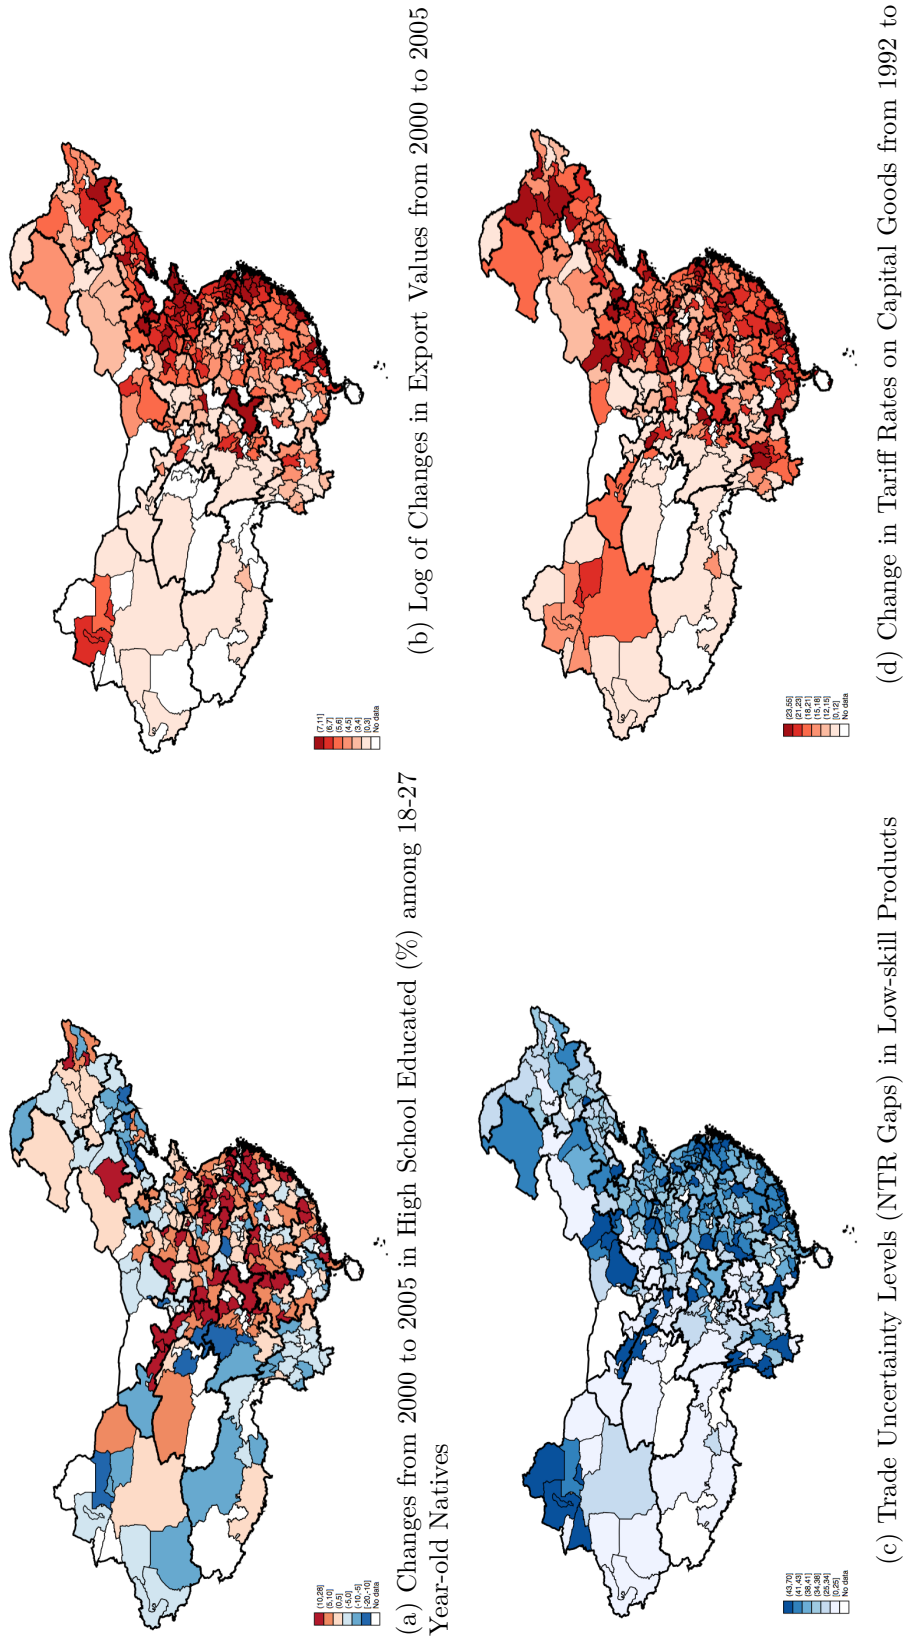 (10,26]
(5,10]
(0,5]
(-5,0]
(-10,-5]
[-20,-10]
No data
(a) Changes from 2000 to 2005 in High School Educated (%) among 18-27
Year-old Natives
(7,11]
(6,7]
(5,6]
(4,5]
(3,4]
[0,3]
No data
(b) Log of Changes in Export Values from 2000 to 2005
(43,70]
(41,43]
(38,41]
(34,38]
(25,34]
[0,25]
No data
(c) Trade Uncertainty Levels (NTR Gaps) in Low-skill Products
(23,55]
(21,23]
(18,21]
(15,18]
(12,15]
[0,12]
No data
(d) Change in Tariff Rates on Capital Goods from 1992 to